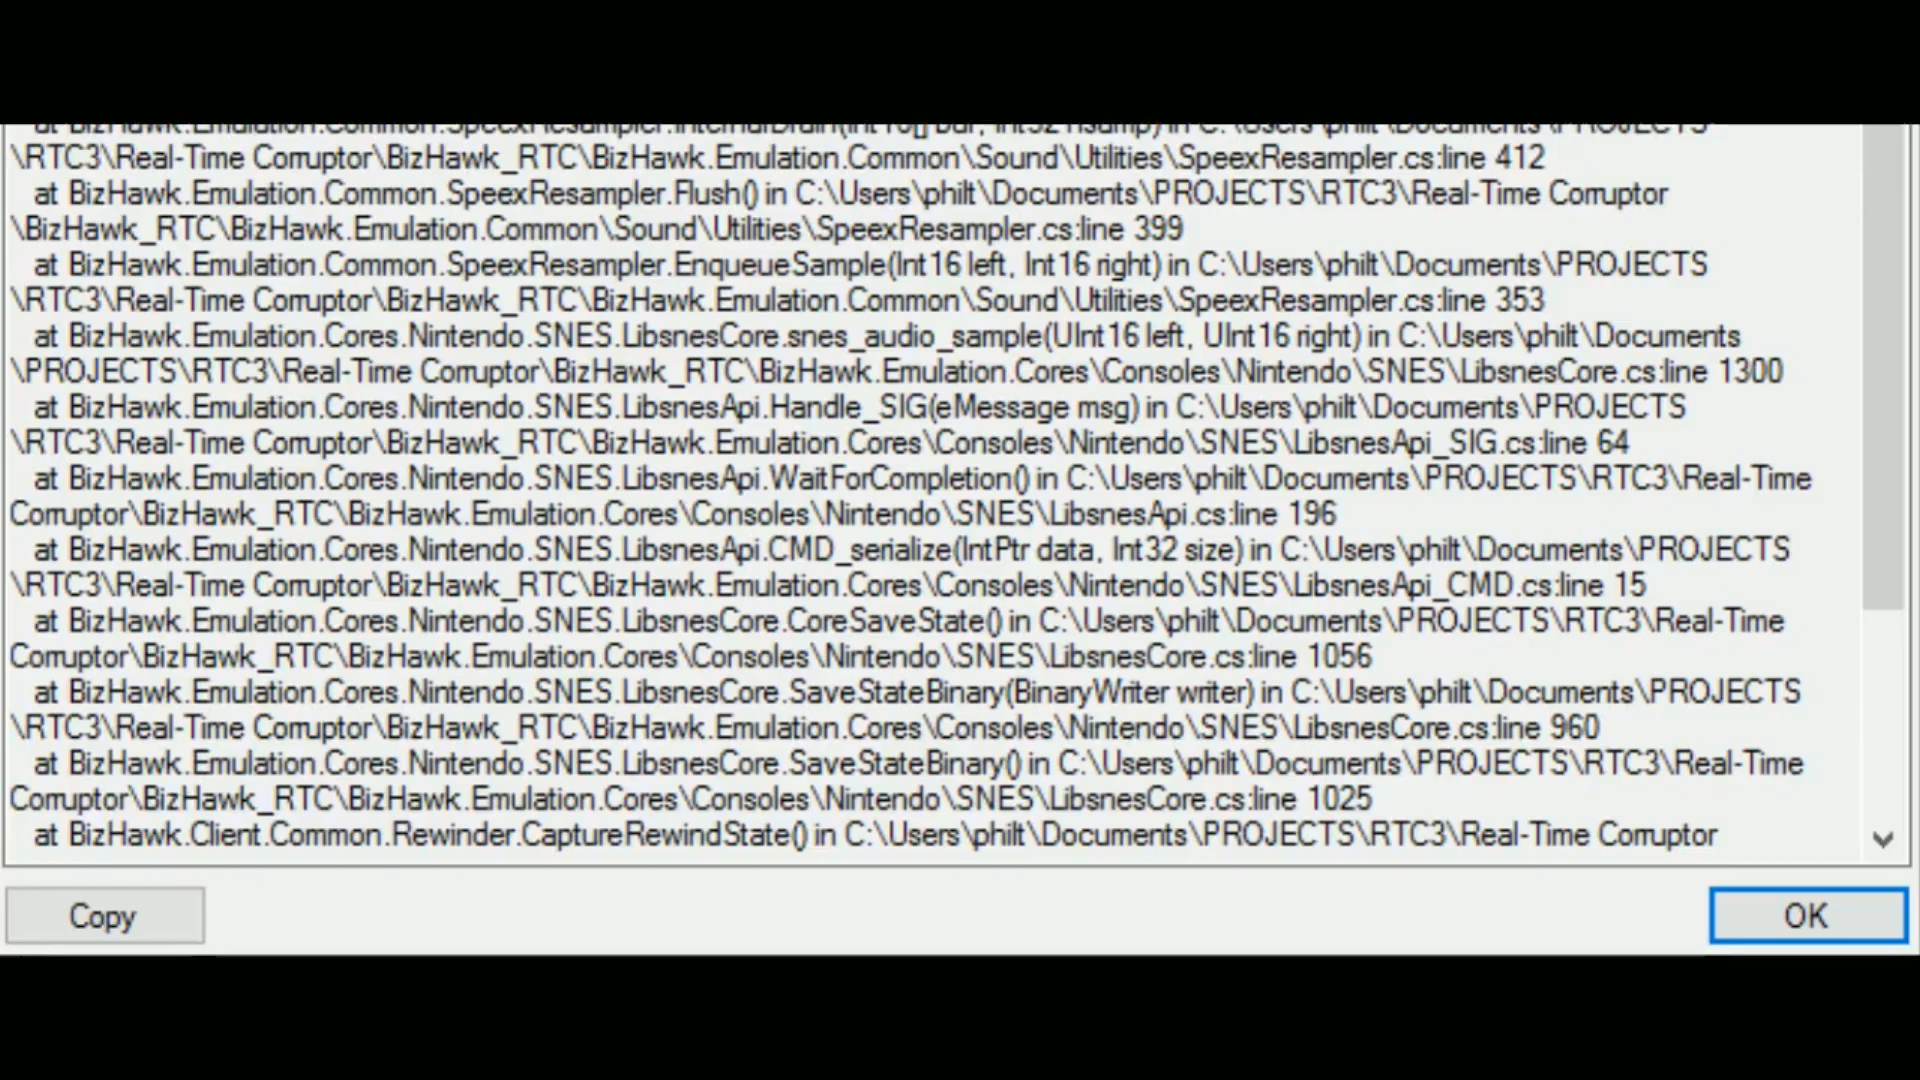 at BizHawk.Emulation.Common.SpeexResampler.InternalDrain(Int16[] buf, Int32 nsamp) in C:\Users\philt\Documents\PROJECTS
\RTC3\Real-Time Corruptor\BizHawk_RTC\BizHawk.Emulation.Common\Sound\Utilities\SpeexResampler.cs:line 412
at BizHawk.Emulation.Common.SpeexResampler.Flush() in C:\Users\philt\Documents\PROJECTS\RTC3\Real-Time Corruptor
\BizHawk_RTC\BizHawk.Emulation.Common\Sound\Utilities\SpeexResampler.cs:line 399
at BizHawk.Emulation.Common.SpeexResampler.EnqueueSample(Int16 left, Int16 right) in C:\Users\philt\Documents\PROJECTS
\RTC3\Real-Time Corruptor\BizHawk_RTC\BizHawk.Emulation.Common\Sound\Utilities\SpeexResampler.cs:line 353
at BizHawk.Emulation.Cores.Nintendo.SNES.LibsnesCore.snes_audio_sample(UInt16 left, UInt16 right) in C:\Users\philt\Documents
\PROJECTS\RTC3\Real-Time Corruptor\BizHawk_RTC\BizHawk.Emulation.Cores\Consoles\Nintendo\SNES\LibsnesCore.cs:line 1300
at BizHawk.Emulation.Cores.Nintendo.SNES.LibsnesApi.Handle_SIG(eMessage msg) in C:\Users\philt\Documents\PROJECTS
\RTC3\Real-Time Corruptor\BizHawk_RTC\BizHawk.Emulation.Cores\Consoles\Nintendo\SNES\LibsnesApi_SIG.cs:line 64
at BizHawk.Emulation.Cores.Nintendo.SNES.LibsnesApi.WaitForCompletion() in C:\Users\philt\Documents\PROJECTS\RTC3\Real-Time
Corruptor\BizHawk_RTC\BizHawk.Emulation.Cores\Consoles\Nintendo\SNES\LibsnesApi.cs:line 196
at BizHawk.Emulation.Cores.Nintendo.SNES.LibsnesApi.CMD_serialize(IntPtr data, Int32 size) in C:\Users\philt\Documents\PROJECTS
\RTC3\Real-Time Corruptor\BizHawk_RTC\BizHawk.Emulation.Cores\Consoles\Nintendo\SNES\LibsnesApi_CMD.cs:line 15
at BizHawk.Emulation.Cores.Nintendo.SNES.LibsnesCore.CoreSaveState() in C:\Users\philt\Documents\PROJECTS\RTC3\Real-Time
Corruptor\BizHawk_RTC\BizHawk.Emulation.Cores\Consoles\Nintendo\SNES\LibsnesCore.cs:line 1056
at BizHawk.Emulation.Cores.Nintendo.SNES.LibsnesCore.SaveStateBinary(BinaryWriter writer) in C:\Users\philt\Documents\PROJECTS
\RTC3\Real-Time Corruptor\BizHawk_RTC\BizHawk.Emulation.Cores\Consoles\Nintendo\SNES\LibsnesCore.cs:line 960
at BizHawk.Emulation.Cores.Nintendo.SNES.LibsnesCore.SaveStateBinary() in C:\Users\philt\Documents\PROJECTS\RTC3\Real-Time
Corruptor\BizHawk_RTC\BizHawk.Emulation.Cores\Consoles\Nintendo\SNES\LibsnesCore.cs:line 1025
at BizHawk.Client.Common.Rewinder.CaptureRewindState() in C:\Users\philt\Documents\PROJECTS\RTC3\Real-Time Corruptor
Copy
OK